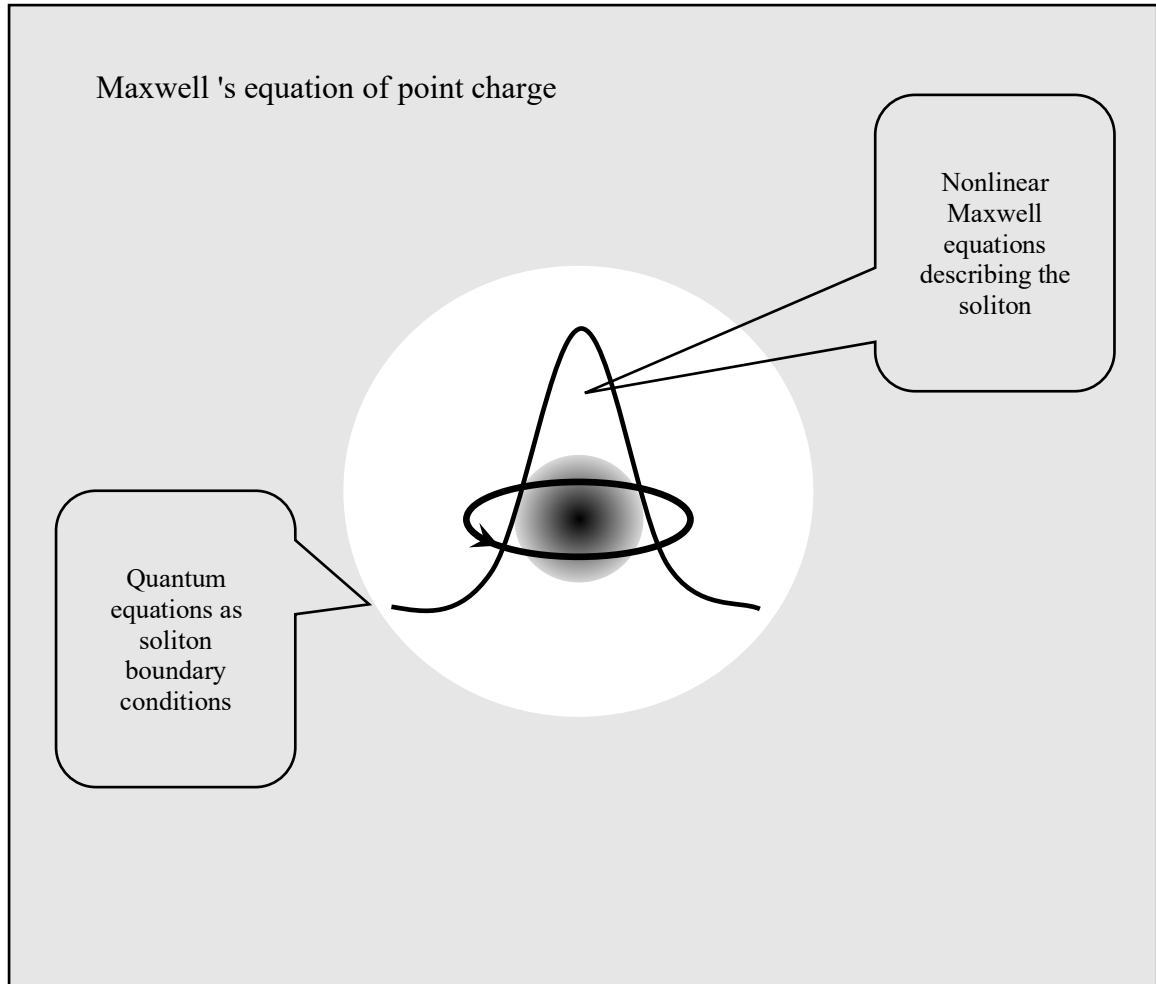 Maxwell 's equation of point charge
Nonlinear
Maxwell
equations
describing the
soliton
Quantum
equations as
soliton
boundary
conditions